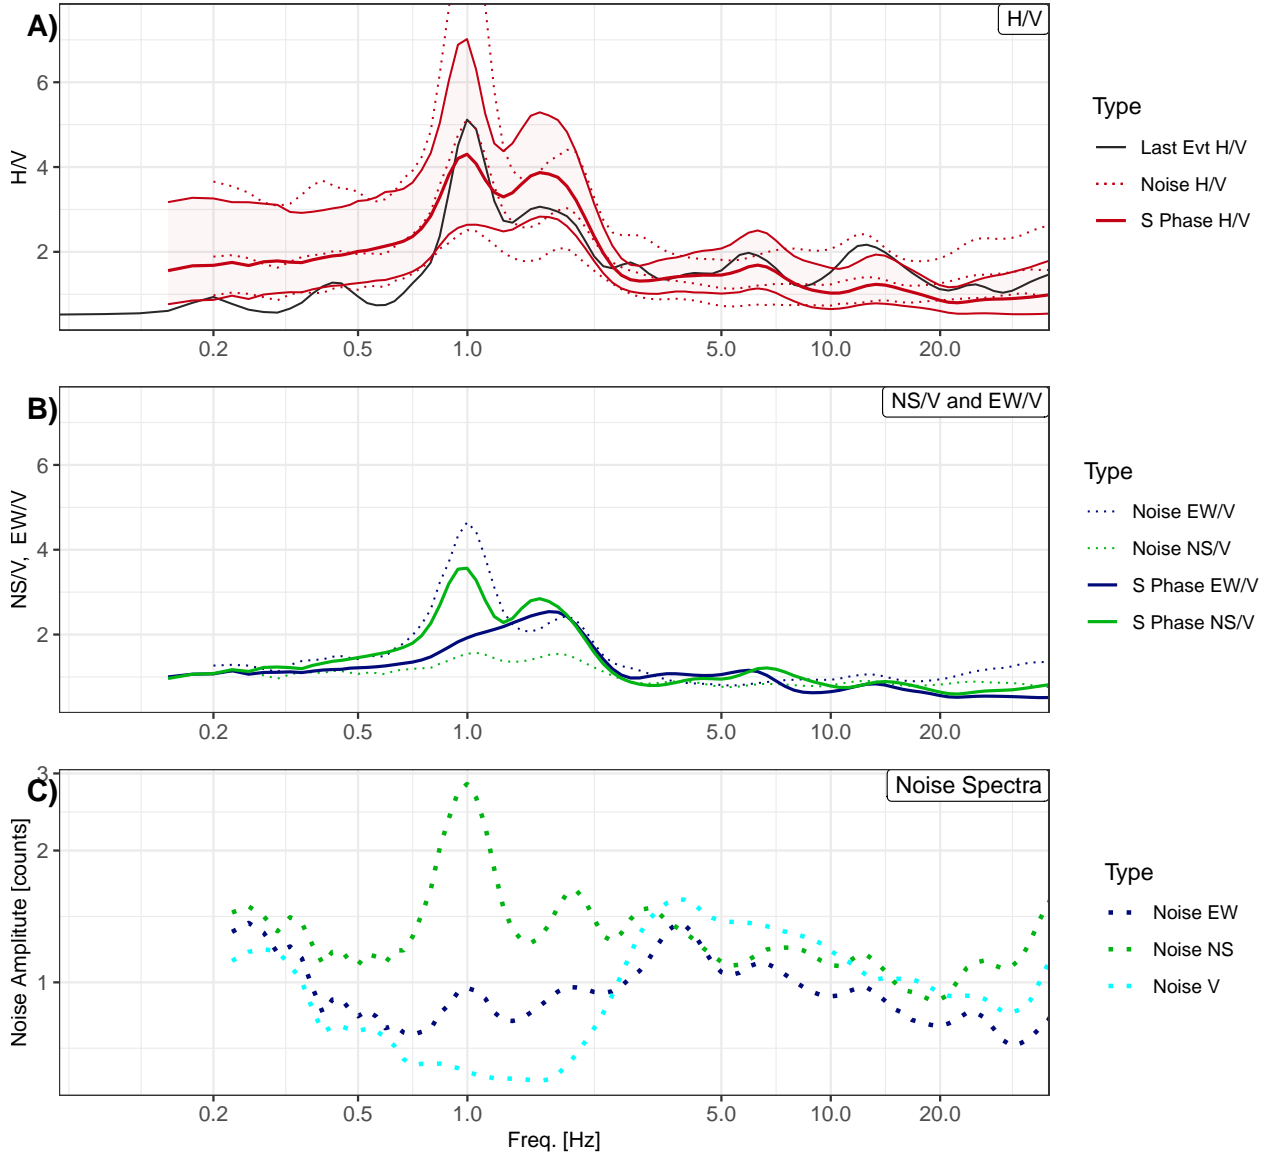 A)
H/V
6
4
2
H/V
0.2 0.5 1.0 5.0 10.0 20.0
Type
Last Evt H/V
Noise H/V
S Phase H/V
B)
NS/V and EW/V
6
4
2
NS/V, EW/V
0.2 0.5 1.0 5.0 10.0 20.0
Type
Noise EW/V
Noise NS/V
S Phase EW/V
S Phase NS/V
C)
Noise Spectra
3
2
1
Noise Amplitude [counts]
0.2 0.5 1.0 5.0 10.0 20.0
Freq. [Hz]
Type
Noise EW
Noise NS
Noise V